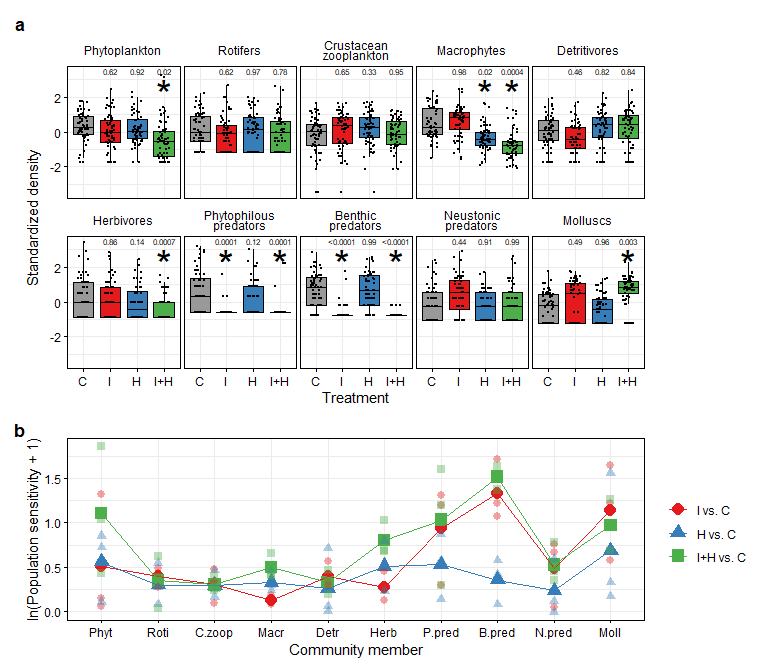 a
Phytoplankton
Rotifers
Crustacean
zooplankton
Macrophytes
Detritivores
0.62 0.92 0.02
0.62 0.97 0.78
0.65 0.33 0.95
0.98 0.02 0.0004
0.46 0.82 0.84
* * *
2
0
-2
Standardized density
Herbivores
Phytophilous
predators
Benthic
predators
Neustonic
predators
Molluscs
0.86 0.14 0.0007
0.0001 0.12 <0.0001
<0.0001 0.99 <0.0001
0.44 0.91 0.99
0.49 0.96 0.003
* * * * * *
2
0
-2
C I H I+H
C I H I+H
C I H I+H
C I H I+H
C I H I+H
Treatment
b
ln(Population sensitivity + 1)
1.5
1.0
0.5
0.0
Phyt Roti C.zoop Macr Detr Herb P.pred B.pred N.pred Moll
Community member
I vs. C
H vs. C
I+H vs. C